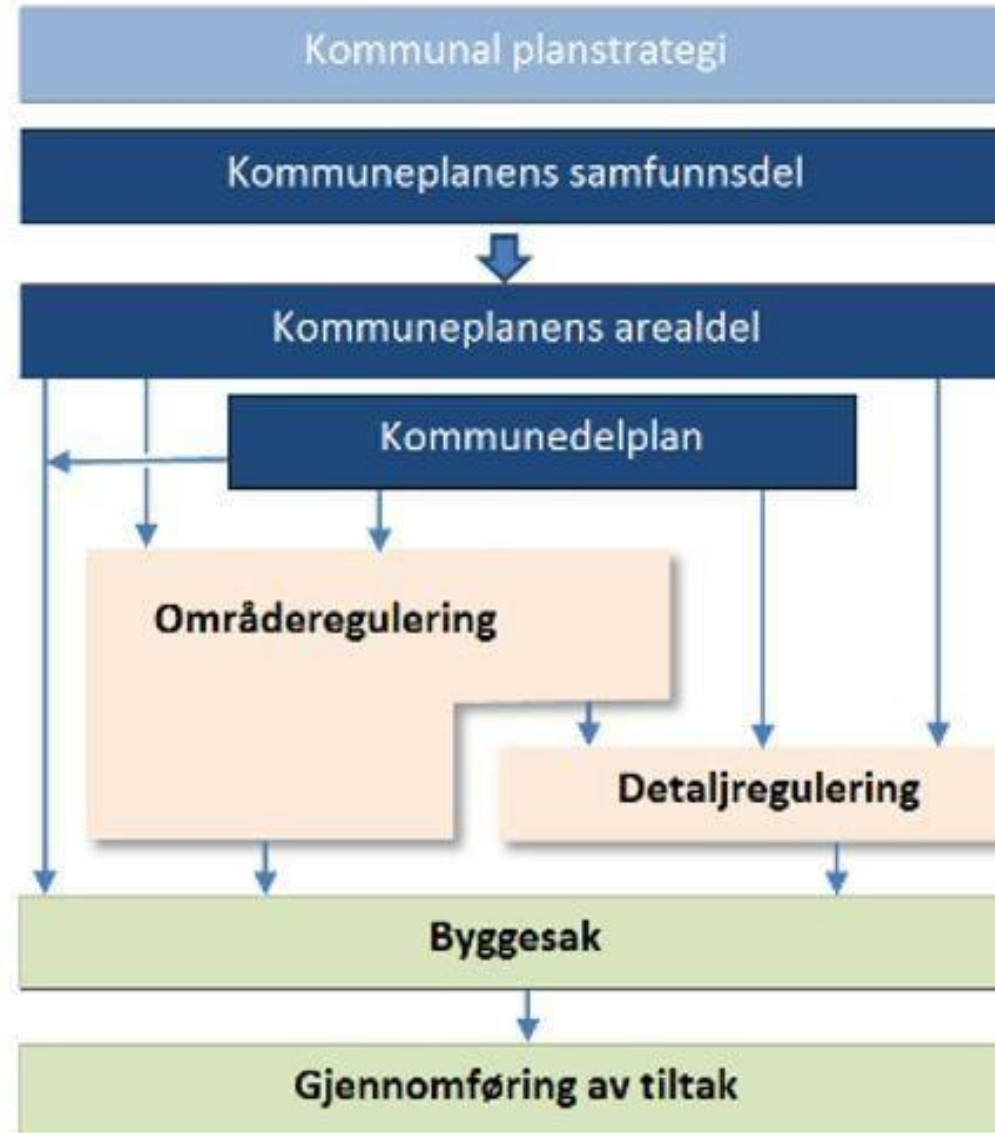 Kommunal planstrategi
Kommuneplanens samfunnsdel
Kommuneplanens arealdel
Kommunedelplan
Områderegulering
Detaljregulering
Byggesak
Gjennomføring av tiltak